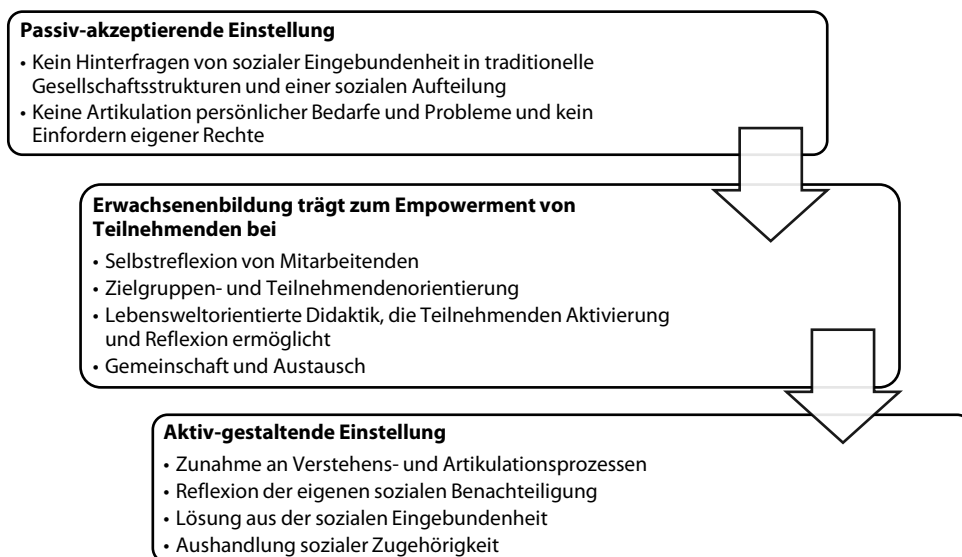 Passiv-akzeptierende Einstellung
• Kein Hinterfragen von sozialer Eingebundenheit in traditionelle
Gesellschaftsstrukturen und einer sozialen Aufteilung
• Keine Artikulation persönlicher Bedarfe und Probleme und kein
Einfordern eigener Rechte
Erwachsenenbildung trägt zum Empowerment von
Teilnehmenden bei
• Selbstreflexion von Mitarbeitenden
• Zielgruppen- und Teilnehmendenorientierung
• Lebensweltorientierte Didaktik, die Teilnehmenden Aktivierung
und Reflexion ermöglicht
• Gemeinschaft und Austausch
Aktiv-gestaltende Einstellung
• Zunahme an Verstehens- und Artikulationsprozessen
• Reflexion der eigenen sozialen Benachteiligung
• Lösung aus der sozialen Eingebundenheit
• Aushandlung sozialer Zugehörigkeit